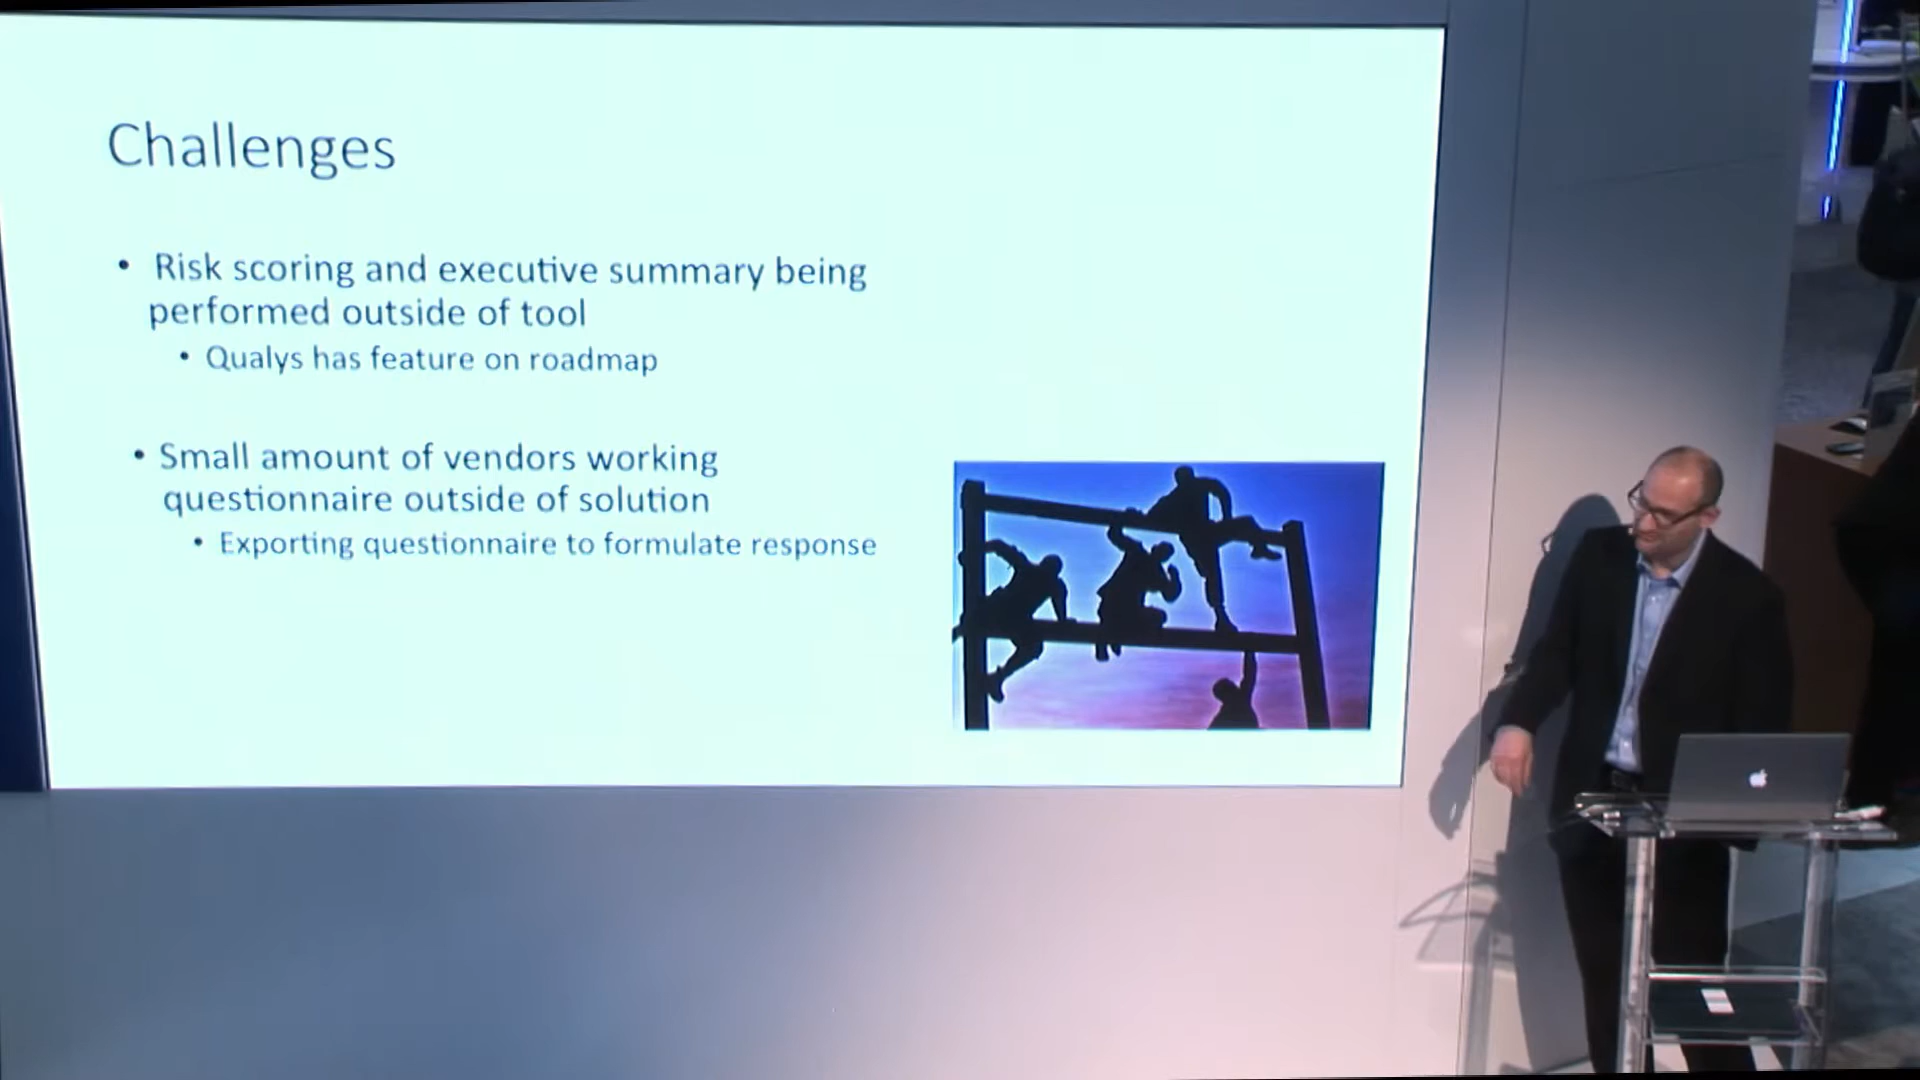 Challenges
• Risk scoring and executive summary being
performed outside of tool
• Qualys has feature on roadmap
• Small amount of vendors working
questionnaire outside of solution
• Exporting questionnaire to formulate response